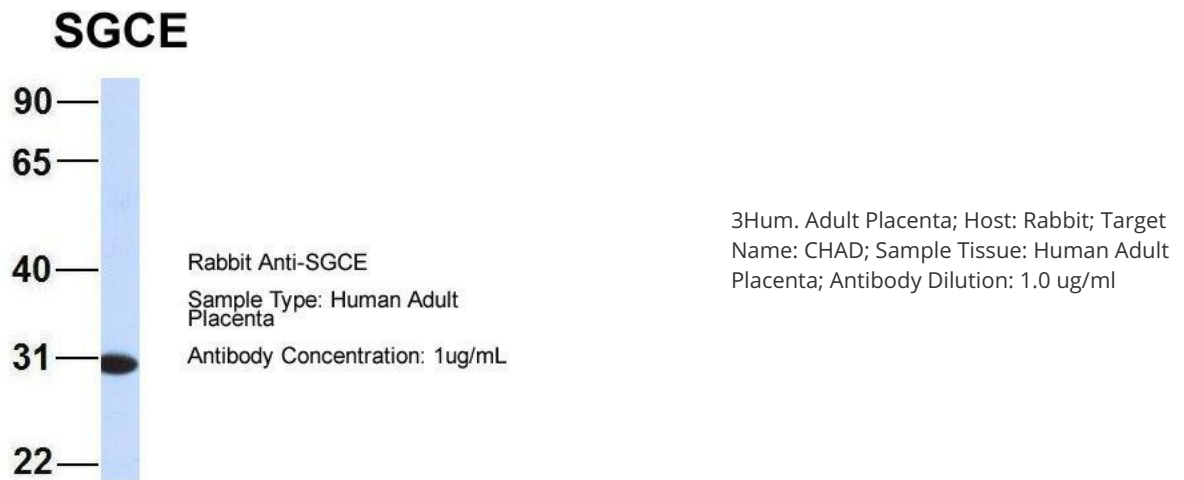 SGCE
90
65
40
31
22
Rabbit Anti-SGCE
Sample Type: Human Adult
Placenta
Antibody Concentration: 1ug/mL
3Hum. Adult Placenta; Host: Rabbit; Target
Name: CHAD; Sample Tissue: Human Adult
Placenta; Antibody Dilution: 1.0 ug/ml